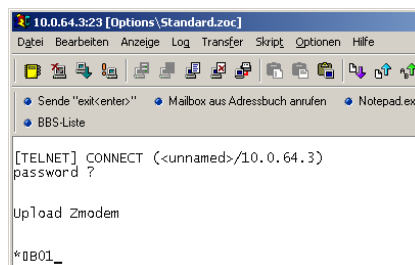 10.0.64.3:23 [Options\Standard.zoc]
Datei Bearbeiten Anzeige Log Transfer Skript Optionen Hilfe
Sende "exit<enter>" Mailbox aus Adressbuch anrufen Notepad.ex
BBS-Liste
[TELNET] CONNECT (<unnamed>/10.0.64.3)
password ?
Upload Zmodem
*▯B01_